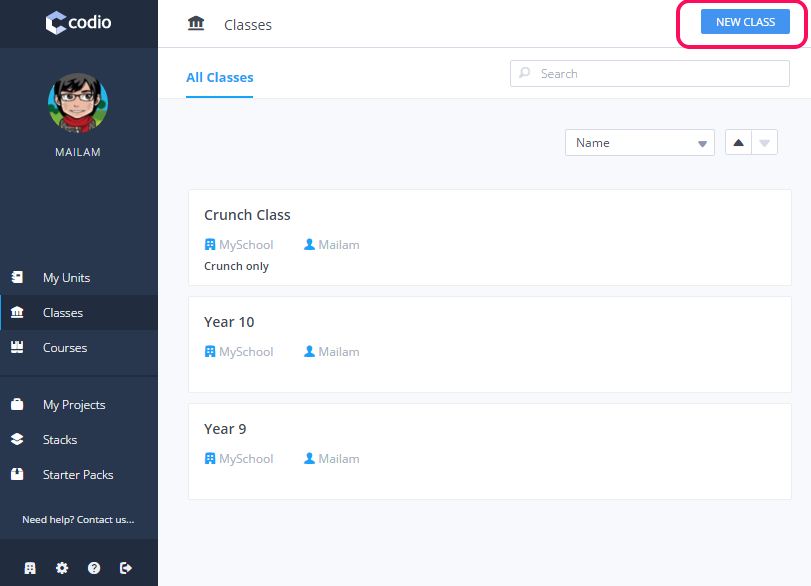 codio
Classes
NEW CLASS
MAILAM
All Classes
Search
Name
Crunch Class
MySchool Mailam
Crunch only
Year 10
MySchool Mailam
Year 9
MySchool Mailam
My Units
Classes
Courses
My Projects
Stacks
Starter Packs
Need help? Contact us...